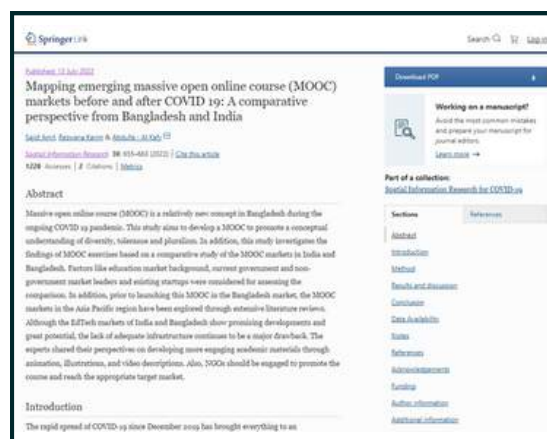 Springer Link
Search
Log in
Published: 13 July 2022
Mapping emerging massive open online course (MOOC)
markets before and after COVID 19: A comparative
perspective from Bangladesh and India
Sajid Amit, Rezwana Karim & Abdulla - Al Kafy
Spatial Information Research 30, 655–663 (2022) | Cite this article
1228 Accesses | 2 Citations | Metrics
Abstract
Massive open online course (MOOC) is a relatively new concept in Bangladesh during the
ongoing COVID 19 pandemic. This study aims to develop a MOOC to promote a conceptual
understanding of diversity, tolerance and pluralism. In addition, this study investigates the
findings of MOOC exercises based on a comparative study of the MOOC markets in India and
Bangladesh. Factors like education market background, current government and non-
government market leaders and existing startups were considered for assessing the
comparison. In addition, prior to launching this MOOC in the Bangladesh market, the MOOC
markets in the Asia Pacific region have been explored through extensive literature reviews.
Although the EdTech markets of India and Bangladesh show promising developments and
great potential, the lack of adequate infrastructure continues to be a major drawback. The
experts shared their perspectives on developing more engaging academic materials through
animation, illustrations, and video descriptions. Also, NGOs should be engaged to promote the
course and reach the appropriate target market.
Introduction
The rapid spread of COVID-19 since December 2019 has brought everything to an
Download PDF
Working on a manuscript?
Avoid the most common mistakes
and prepare your manuscript for
journal editors.
Learn more →
Part of a collection:
Spatial Information Research for COVID-19
Sections
References
Abstract
Introduction
Method
Results and discussion
Conclusion
Data Availability
Notes
References
Acknowledgements
Funding
Author information
Additional information